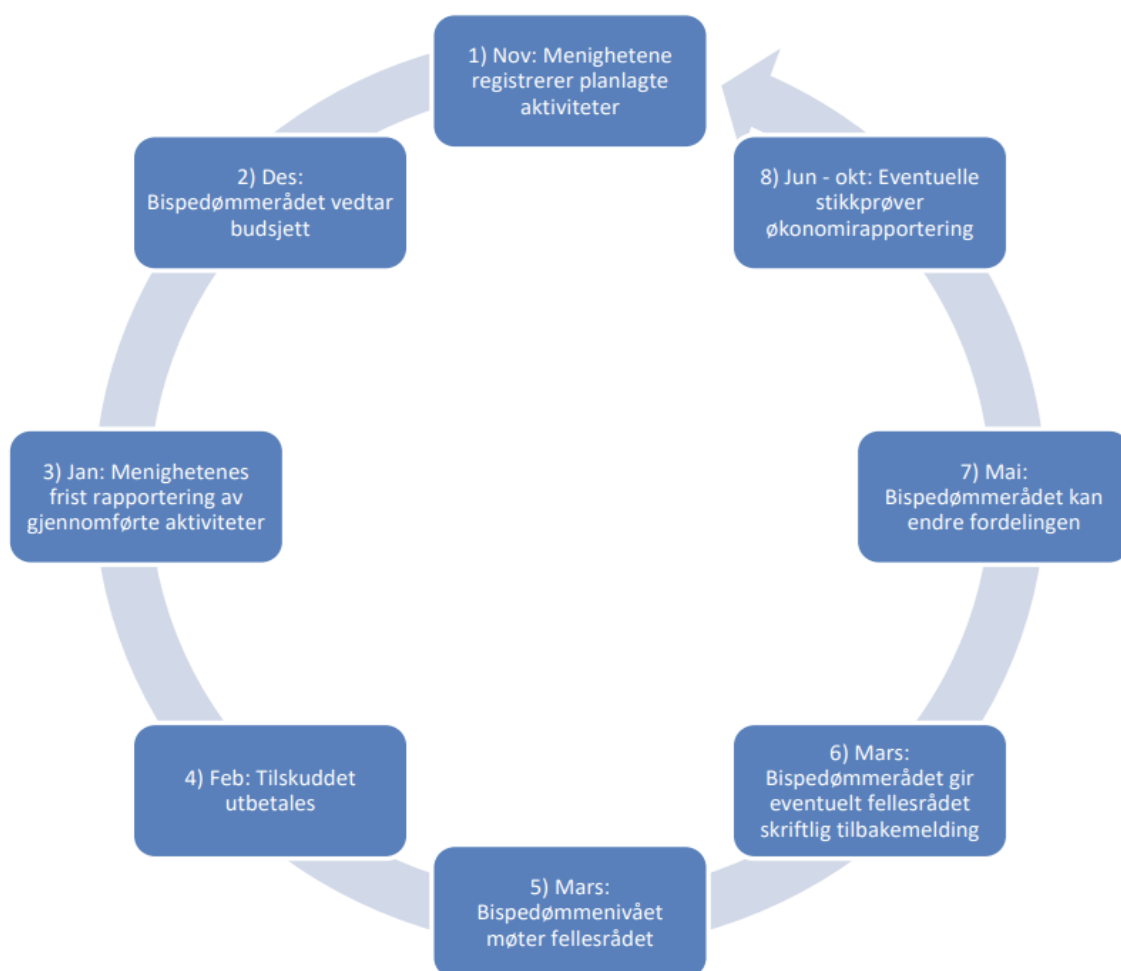 1) Nov: Menighetene
registrerer planlagte
aktiviteter
2) Des:
Bispedømmerådet vedtar
budsjett
3) Jan: Menighetenes
frist rapportering av
gjennomførte aktiviteter
4) Feb: Tilskuddet
utbetales
5) Mars:
Bispedømmenivået
møter fellesrådet
6) Mars:
Bispedømmerådet gir
eventuelt fellesrådet
skriftlig tilbakemelding
7) Mai:
Bispedømmerådet kan
endre fordelingen
8) Jun - okt: Eventuelle
stikkprøver
økonomirapportering